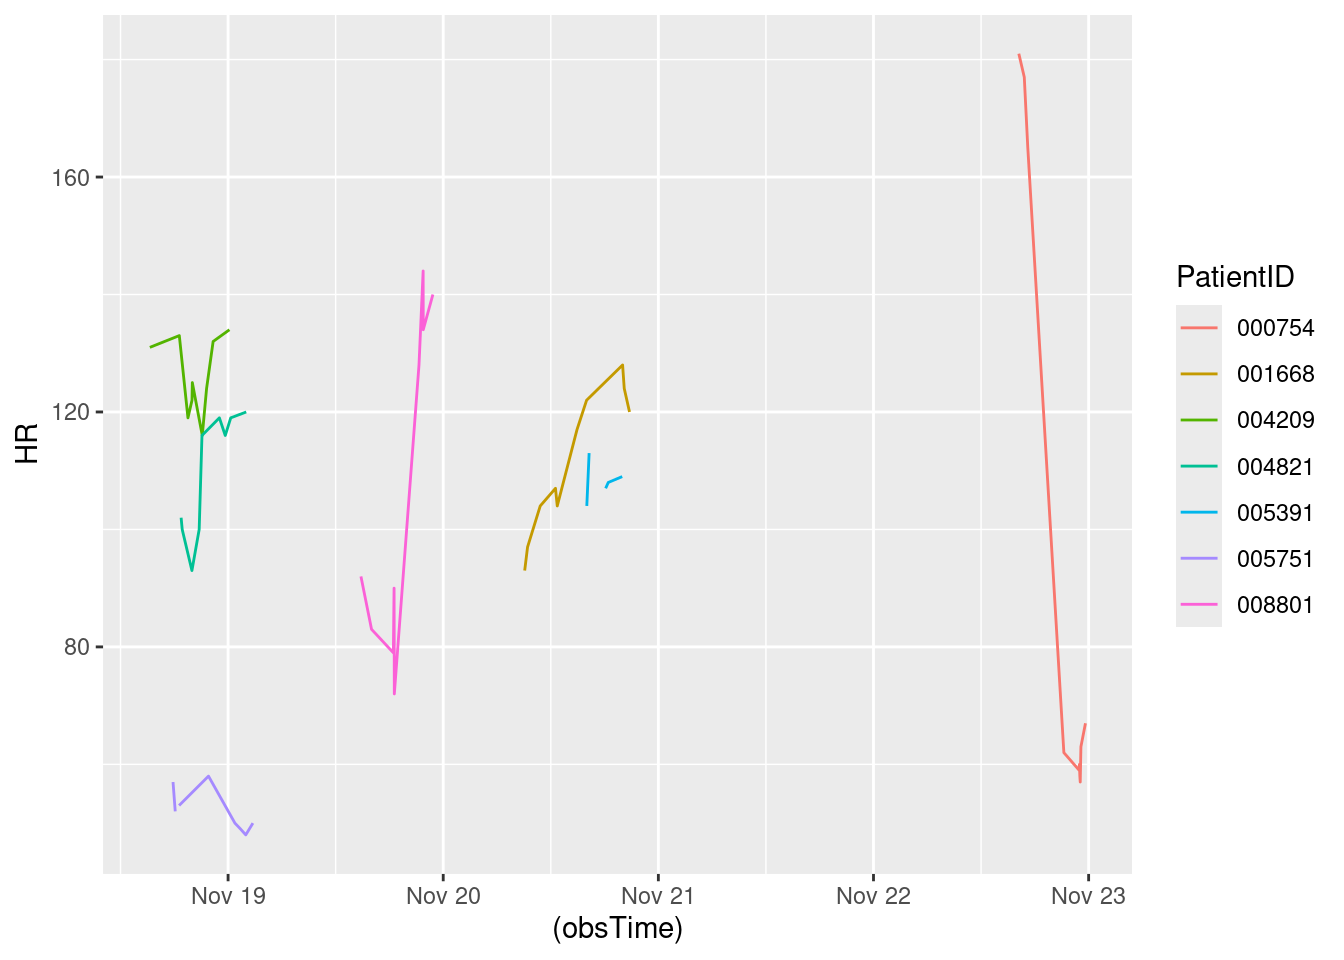 160
120
80
HR
Nov 19
Nov 20
Nov 21
Nov 22
Nov 23
(obsTime)
PatientID
000754
001668
004209
004821
005391
005751
008801